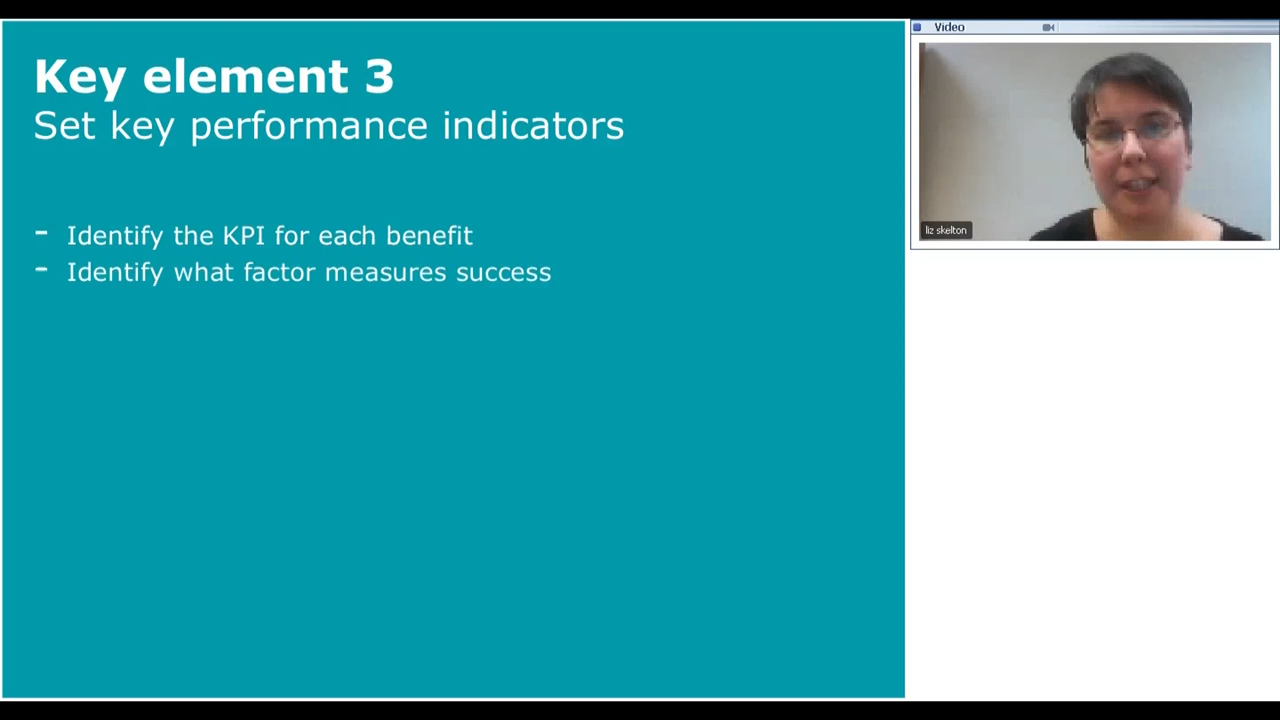 Key element 3
Set key performance indicators
- Identify the KPI for each benefit
- Identify what factor measures success
Video
liz skelton